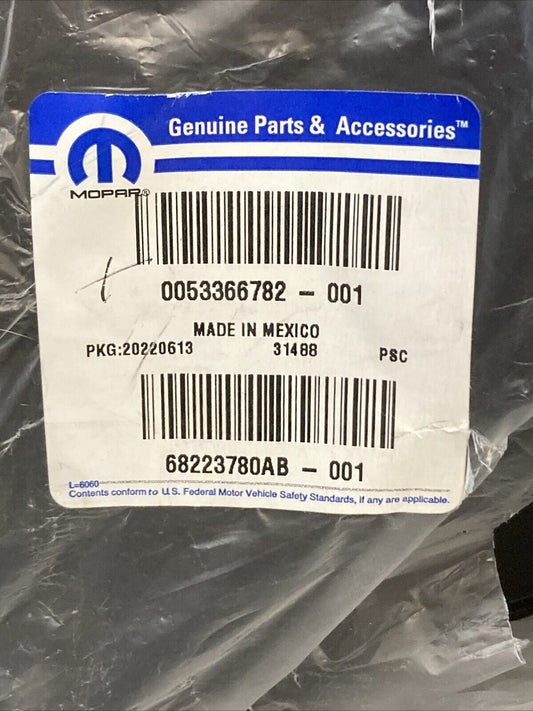 Genuine Parts & Accessories™
MOPAR®
0053366782 - 001
MADE IN MEXICO
PKG:20220613 31488 PSC
68223780AB - 001
L=6060
Contents conform to U.S. Federal Motor Vehicle Safety Standards, if any are applicable.